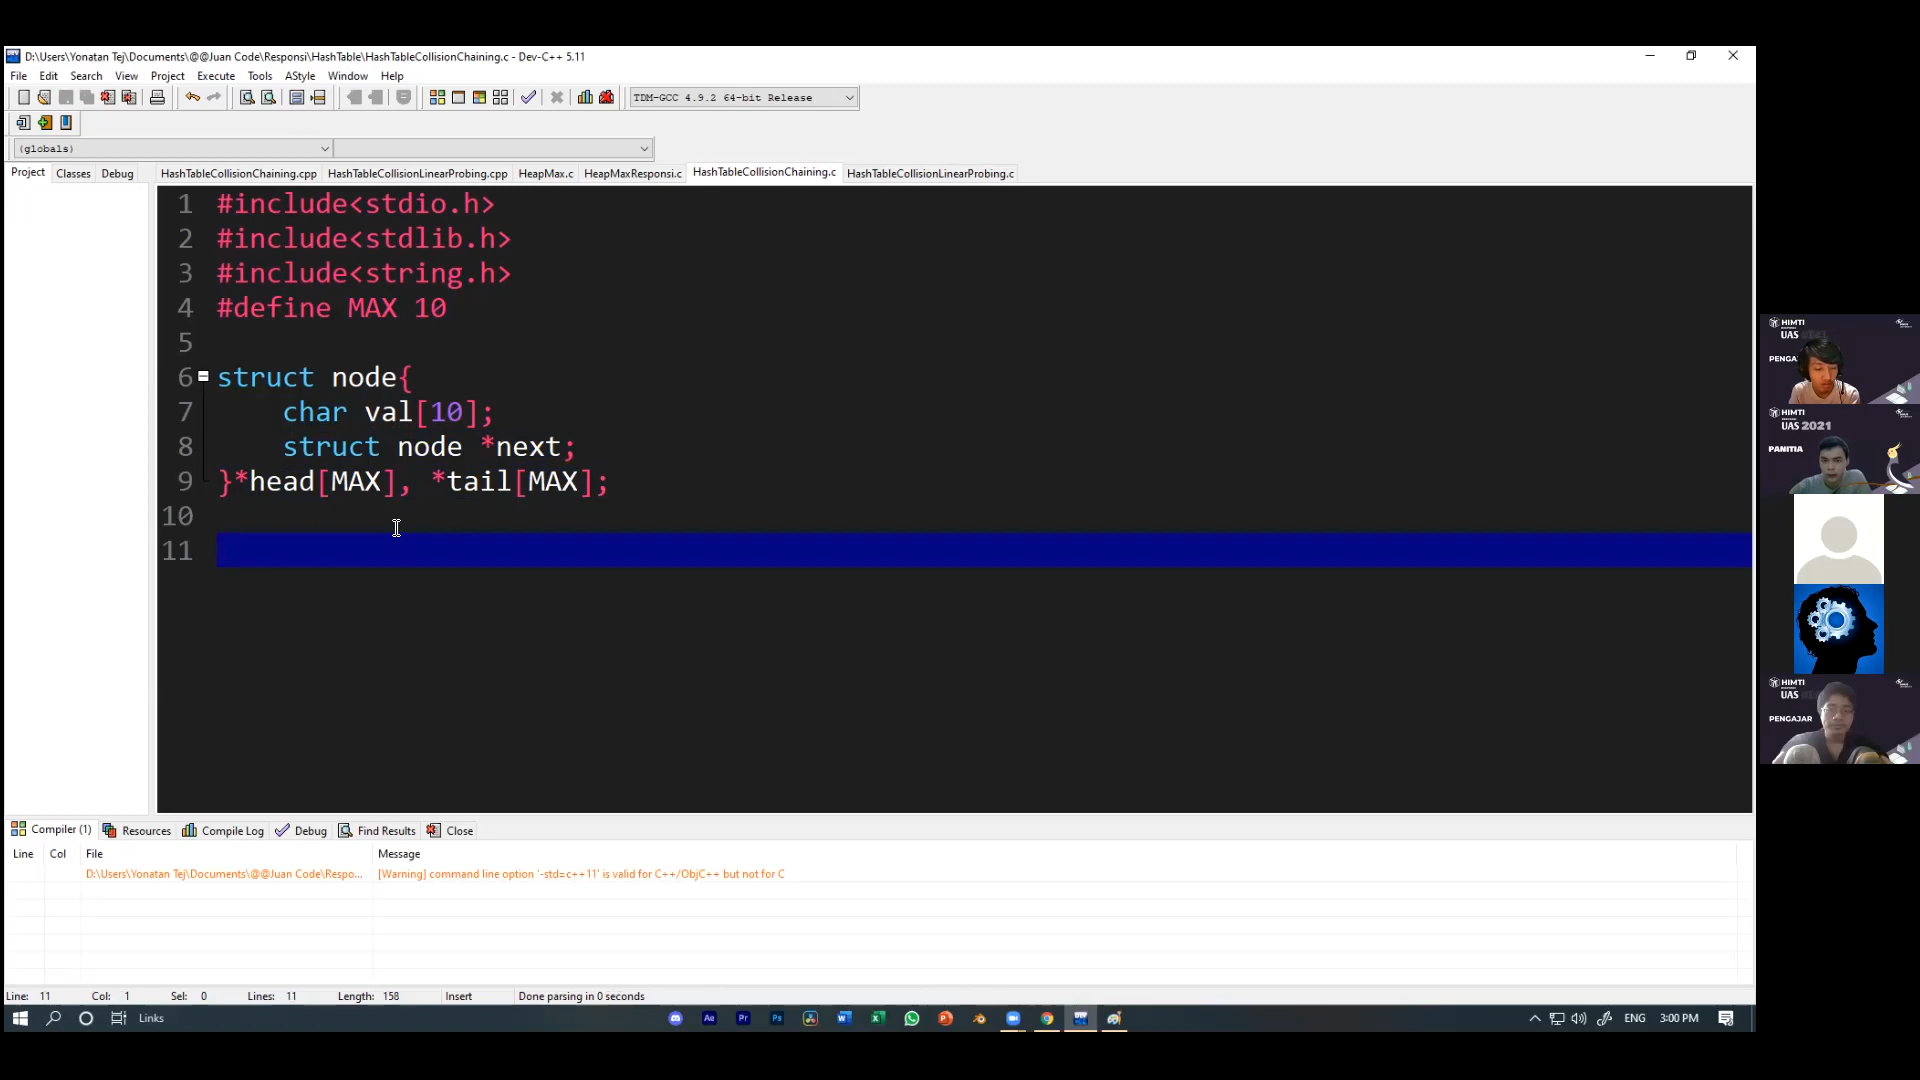 D:\Users\Yonatan Tej\Documents\@@Juan Code\Responsi\HashTable\HashTableCollisionChaining.c - Dev-C++ 5.11
File Edit Search View Project Execute Tools AStyle Window Help
TDM-GCC 4.9.2 64-bit Release
(globals)
Project Classes Debug HashTableCollisionChaining.cpp HashTableCollisionLinearProbing.cpp HeapMax.c HeapMaxResponsi.c HashTableCollisionChaining.c HashTableCollisionLinearProbing.c
1 #include<stdio.h>
2 #include<stdlib.h>
3 #include<string.h>
4 #define MAX 10
5
6 struct node{
7 char val[10];
8 struct node *next;
9 }*head[MAX], *tail[MAX];
10
11
HIMTI
UAS
PENGA
HIMTI
UAS 2021
PANITIA
HIMTI
UAS
PENGAJAR
Compiler (1) Resources Compile Log Debug Find Results Close
Line Col File Message
D:\Users\Yonatan Tej\Documents\@@Juan Code\Respo... [Warning] command line option '-std=c++11' is valid for C++/ObjC++ but not for C
Line: 11 Col: 1 Sel: 0 Lines: 11 Length: 158 Insert Done parsing in 0 seconds
Links Ae Pr Ps ENG 3:00 PM